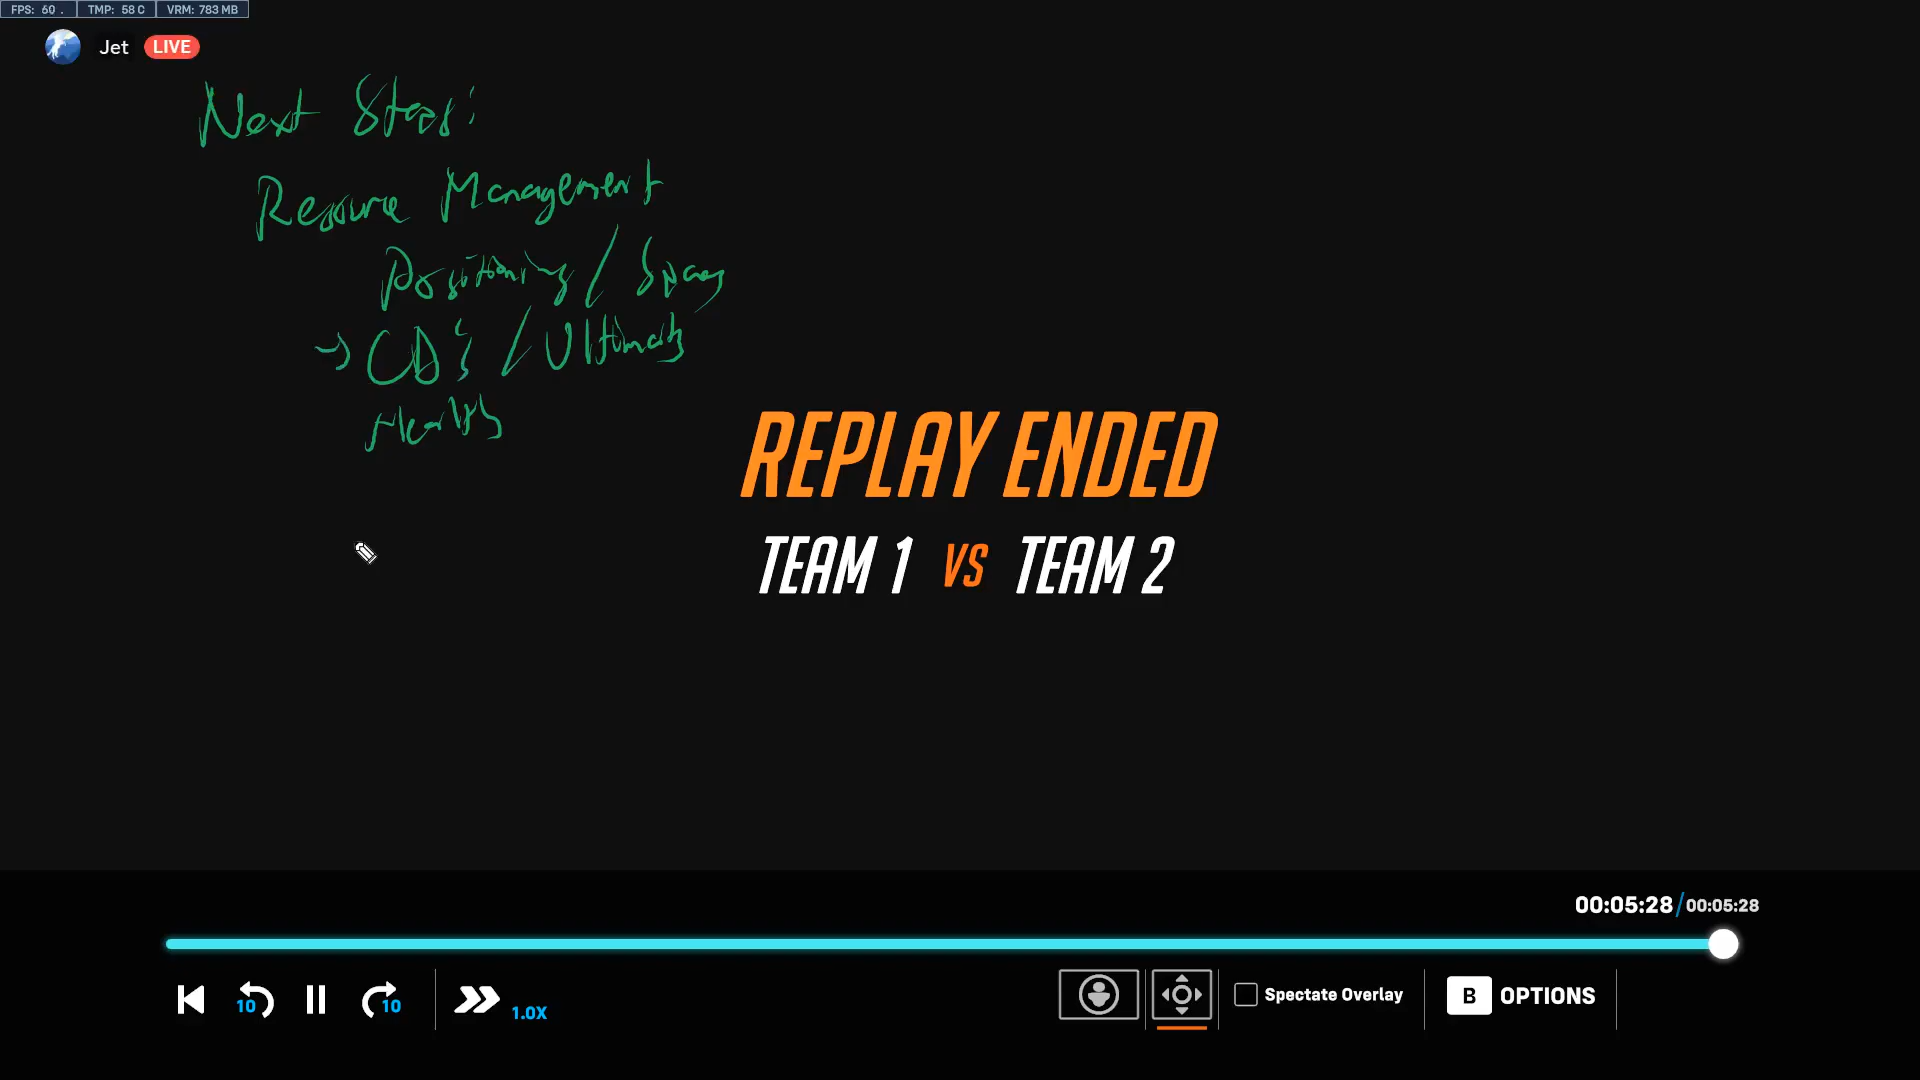 FPS: 60 . TMP: 58 C VRM: 783 MB
Jet LIVE
Next Steps:
Resource Management
Positioning / Spacing
→ CD's / Ultimates
Health
REPLAY ENDED
TEAM 1 VS TEAM 2
00:05:28/00:05:28
10 10 1.0X Spectate Overlay B OPTIONS